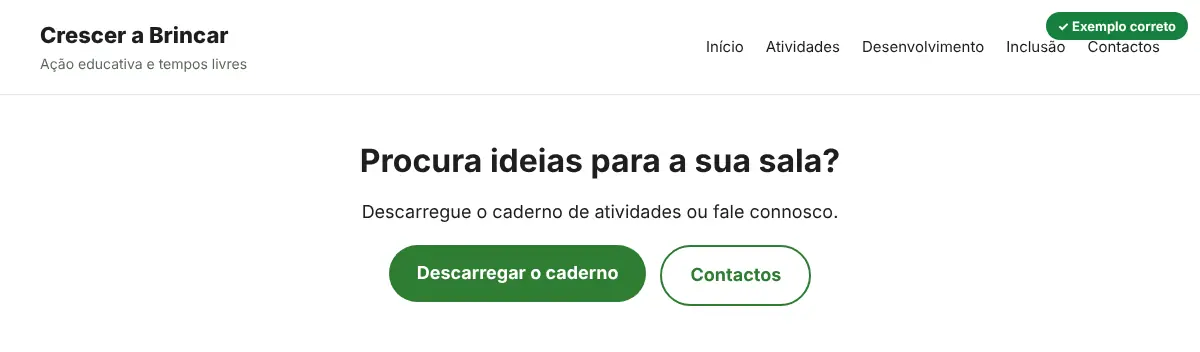 Crescer a Brincar
Ação educativa e tempos livres
✓ Exemplo correto
Início Atividades Desenvolvimento Inclusão Contactos
Procura ideias para a sua sala?
Descarregue o caderno de atividades ou fale connosco.
Descarregar o caderno
Contactos